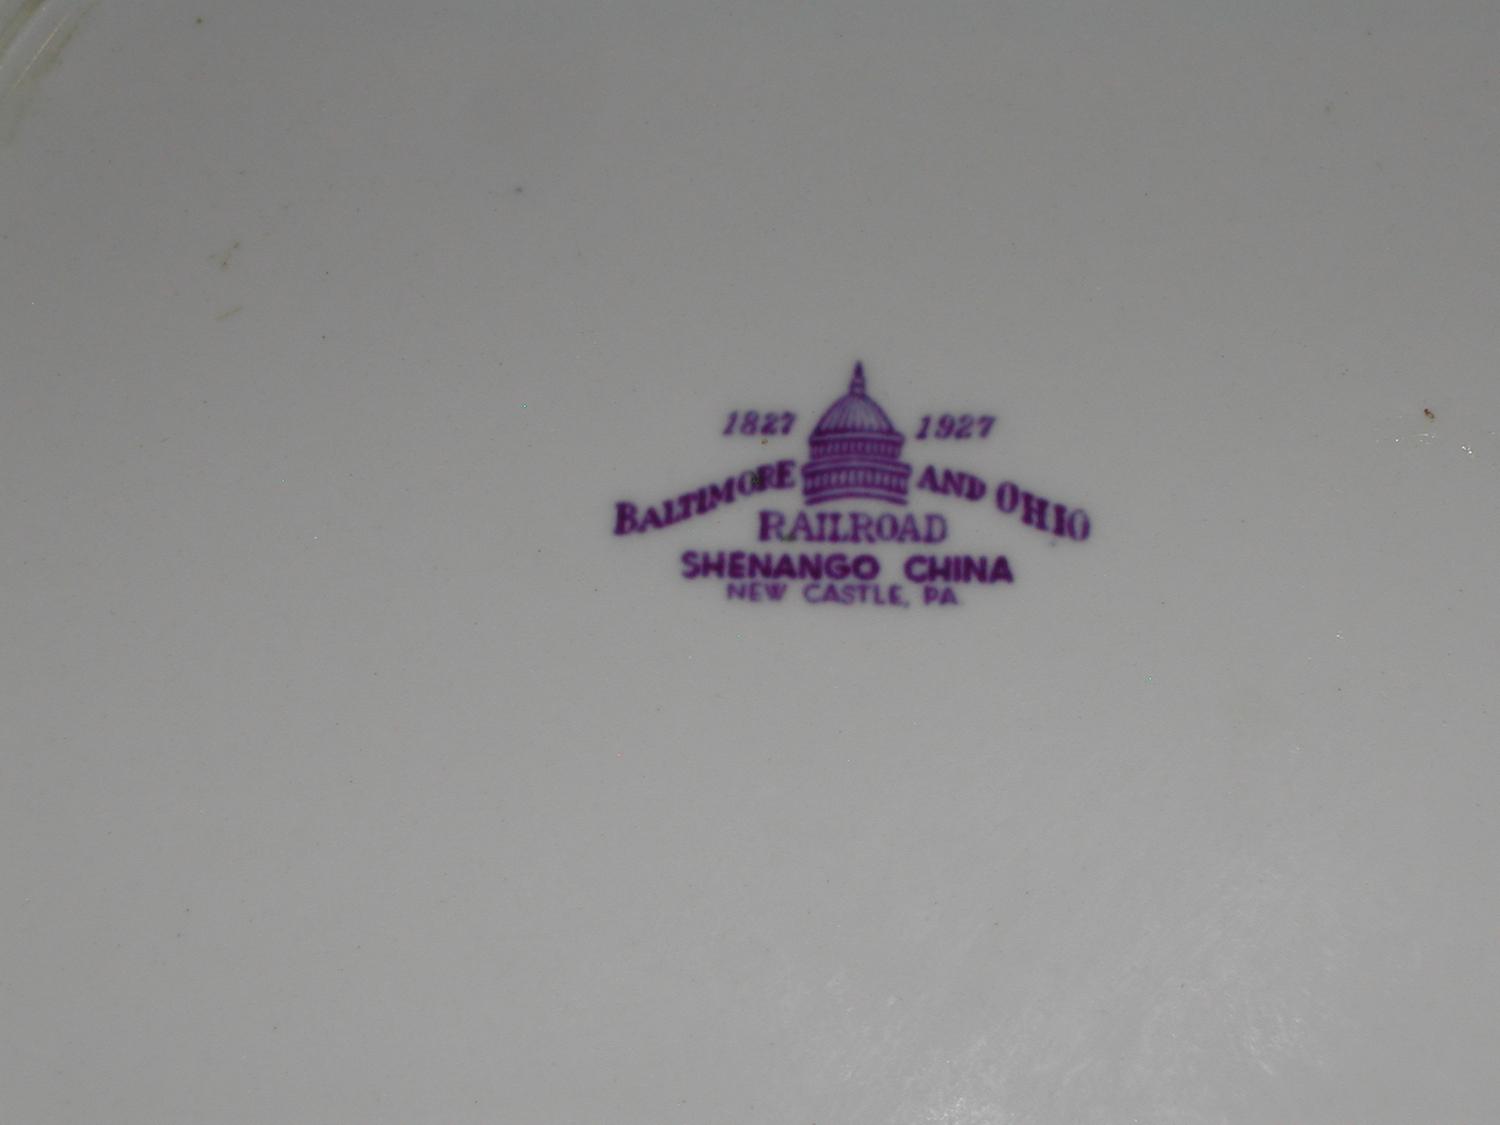 1827 1927
BALTIMORE AND OHIO
RAILROAD
SHENANGO CHINA
NEW CASTLE, PA